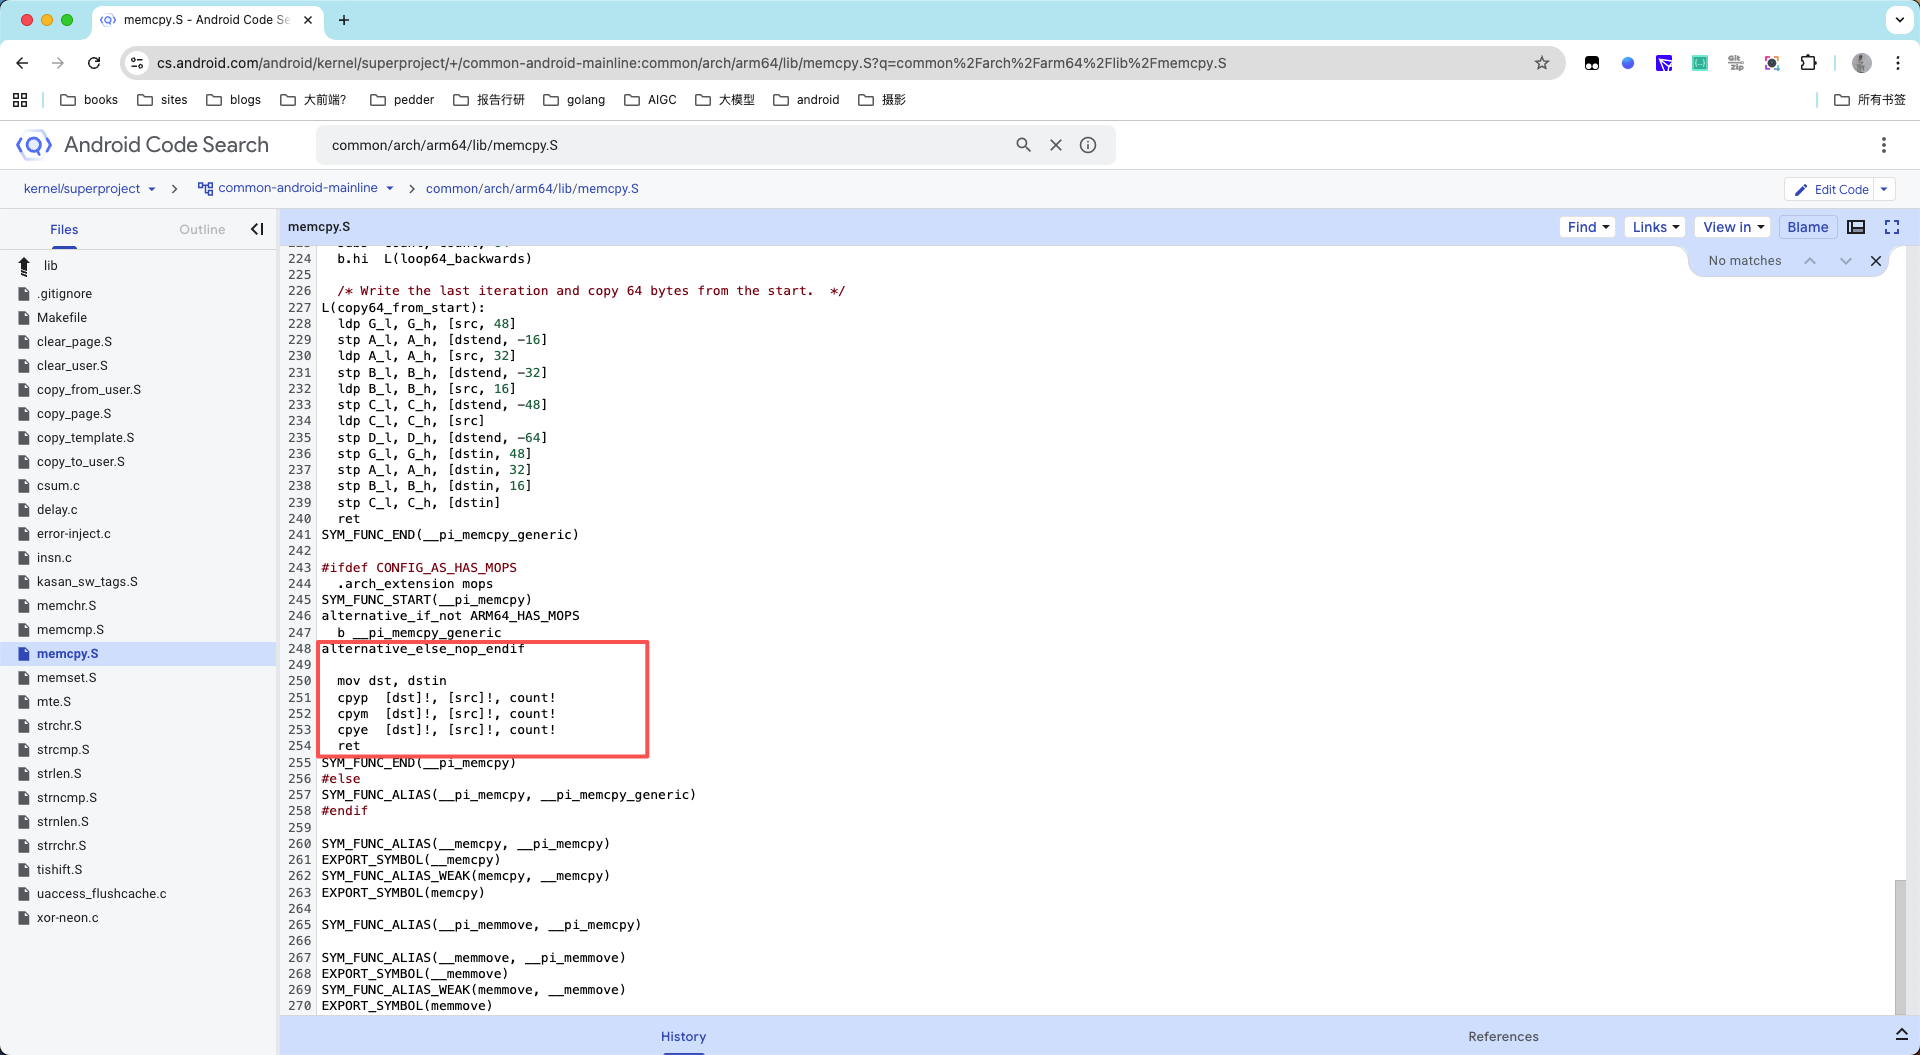 memcpy.S - Android Code Se
cs.android.com/android/kernel/superproject/+/common-android-mainline:common/arch/arm64/lib/memcpy.S?q=common%2Farch%2Farm64%2Flib%2Fmemcpy.S
books sites blogs 大前端? pedder 报告行研 golang AIGC 大模型 android 摄影 所有书签
Android Code Search common/arch/arm64/lib/memcpy.S
kernel/superproject common-android-mainline common/arch/arm64/lib/memcpy.S Edit Code
Files Outline
memcpy.S Find Links View in Blame
No matches
lib
.gitignore
Makefile
clear_page.S
clear_user.S
copy_from_user.S
copy_page.S
copy_template.S
copy_to_user.S
csum.c
delay.c
error-inject.c
insn.c
kasan_sw_tags.S
memchr.S
memcmp.S
memcpy.S
memset.S
mte.S
strchr.S
strcmp.S
strlen.S
strncmp.S
strnlen.S
strrchr.S
tishift.S
uaccess_flushcache.c
xor-neon.c
224 b.hi L(loop64_backwards)
225
226 /* Write the last iteration and copy 64 bytes from the start. */
227 L(copy64_from_start):
228 ldp G_l, G_h, [src, 48]
229 stp A_l, A_h, [dstend, -16]
230 ldp A_l, A_h, [src, 32]
231 stp B_l, B_h, [dstend, -32]
232 ldp B_l, B_h, [src, 16]
233 stp C_l, C_h, [dstend, -48]
234 ldp C_l, C_h, [src]
235 stp D_l, D_h, [dstend, -64]
236 stp G_l, G_h, [dstin, 48]
237 stp A_l, A_h, [dstin, 32]
238 stp B_l, B_h, [dstin, 16]
239 stp C_l, C_h, [dstin]
240 ret
241 SYM_FUNC_END(__pi_memcpy_generic)
242
243 #ifdef CONFIG_AS_HAS_MOPS
244 .arch_extension mops
245 SYM_FUNC_START(__pi_memcpy)
246 alternative_if_not ARM64_HAS_MOPS
247 b __pi_memcpy_generic
248 alternative_else_nop_endif
249
250 mov dst, dstin
251 cpyp [dst]!, [src]!, count!
252 cpym [dst]!, [src]!, count!
253 cpye [dst]!, [src]!, count!
254 ret
255 SYM_FUNC_END(__pi_memcpy)
256 #else
257 SYM_FUNC_ALIAS(__pi_memcpy, __pi_memcpy_generic)
258 #endif
259
260 SYM_FUNC_ALIAS(__memcpy, __pi_memcpy)
261 EXPORT_SYMBOL(__memcpy)
262 SYM_FUNC_ALIAS_WEAK(memcpy, __memcpy)
263 EXPORT_SYMBOL(memcpy)
264
265 SYM_FUNC_ALIAS(__pi_memmove, __pi_memcpy)
266
267 SYM_FUNC_ALIAS(__memmove, __pi_memmove)
268 EXPORT_SYMBOL(__memmove)
269 SYM_FUNC_ALIAS_WEAK(memmove, __memmove)
270 EXPORT_SYMBOL(memmove)
History References